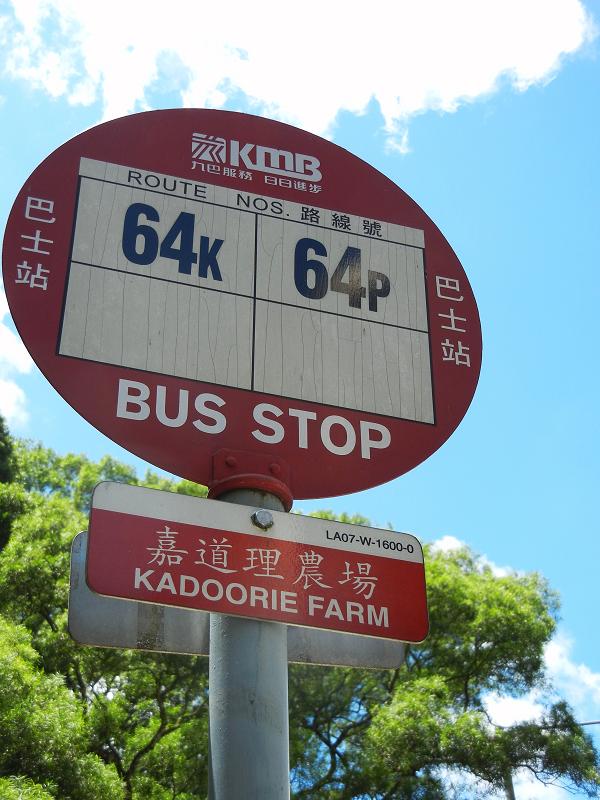 KMB
九巴服務 日日進步
ROUTE NOS. 路線號
64K 64P
巴士站
巴士站
BUS STOP
LA07-W-1600-0
嘉道理農場
KADOORIE FARM